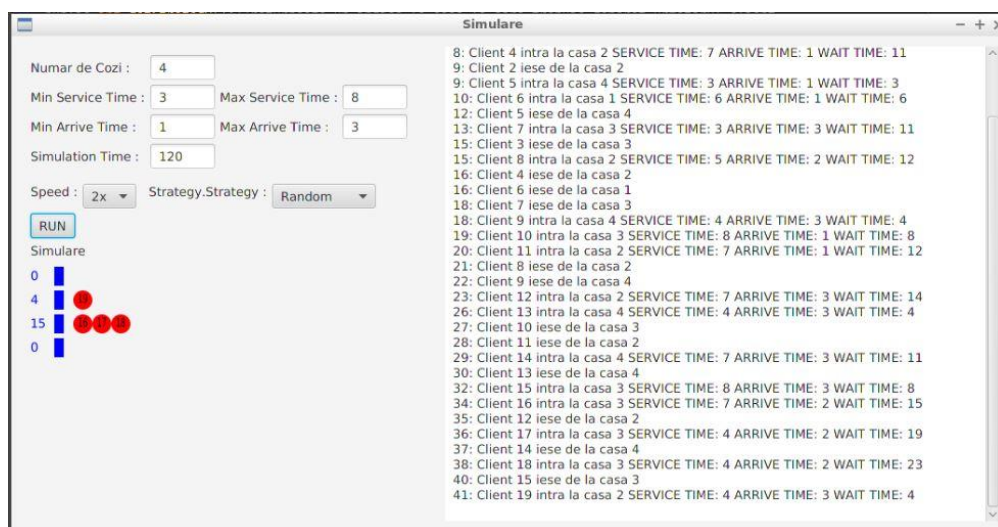 Simulare
Numar de Cozi : 4
Min Service Time : 3 Max Service Time : 8
Min Arrive Time : 1 Max Arrive Time : 3
Simulation Time : 120
Speed : 2x Strategy.Strategy : Random
RUN
Simulare
0
4 19
15 16 17 18
0
8: Client 4 intra la casa 2 SERVICE TIME: 7 ARRIVE TIME: 1 WAIT TIME: 11
9: Client 2 iese de la casa 2
9: Client 5 intra la casa 4 SERVICE TIME: 3 ARRIVE TIME: 1 WAIT TIME: 3
10: Client 6 intra la casa 1 SERVICE TIME: 6 ARRIVE TIME: 1 WAIT TIME: 6
12: Client 5 iese de la casa 4
13: Client 7 intra la casa 3 SERVICE TIME: 3 ARRIVE TIME: 3 WAIT TIME: 11
15: Client 3 iese de la casa 3
15: Client 8 intra la casa 2 SERVICE TIME: 5 ARRIVE TIME: 2 WAIT TIME: 12
16: Client 4 iese de la casa 2
16: Client 6 iese de la casa 1
18: Client 7 iese de la casa 3
18: Client 9 intra la casa 4 SERVICE TIME: 4 ARRIVE TIME: 3 WAIT TIME: 4
19: Client 10 intra la casa 3 SERVICE TIME: 8 ARRIVE TIME: 1 WAIT TIME: 8
20: Client 11 intra la casa 2 SERVICE TIME: 7 ARRIVE TIME: 1 WAIT TIME: 12
21: Client 8 iese de la casa 2
22: Client 9 iese de la casa 4
23: Client 12 intra la casa 2 SERVICE TIME: 7 ARRIVE TIME: 3 WAIT TIME: 14
26: Client 13 intra la casa 4 SERVICE TIME: 4 ARRIVE TIME: 3 WAIT TIME: 4
27: Client 10 iese de la casa 3
28: Client 11 iese de la casa 2
29: Client 14 intra la casa 4 SERVICE TIME: 7 ARRIVE TIME: 3 WAIT TIME: 11
30: Client 13 iese de la casa 4
32: Client 15 intra la casa 3 SERVICE TIME: 8 ARRIVE TIME: 3 WAIT TIME: 8
34: Client 16 intra la casa 3 SERVICE TIME: 7 ARRIVE TIME: 2 WAIT TIME: 15
35: Client 12 iese de la casa 2
36: Client 17 intra la casa 3 SERVICE TIME: 4 ARRIVE TIME: 2 WAIT TIME: 19
37: Client 14 iese de la casa 4
38: Client 18 intra la casa 3 SERVICE TIME: 4 ARRIVE TIME: 2 WAIT TIME: 23
40: Client 15 iese de la casa 3
41: Client 19 intra la casa 2 SERVICE TIME: 4 ARRIVE TIME: 3 WAIT TIME: 4